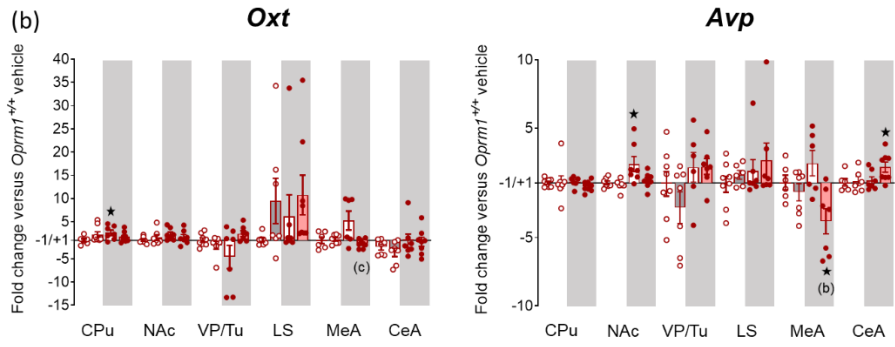 (b)
Oxt
Fold change versus Oprm1+/+ vehicle
40
35
30
25
20
15
10
5
-1/+1
-5
-10
-15
★
(c)
CPu NAc VP/Tu LS MeA CeA
Avp
Fold change versus Oprm1+/+ vehicle
10
5
-1/+1
-5
-10
★
★
(b)
★
CPu NAc VP/Tu LS MeA CeA